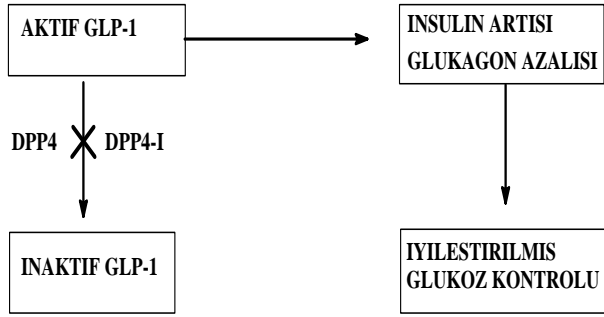 AKTIF GLP-1
INSULIN ARTISI
GLUKAGON AZALISI
DPP4 DPP4-I
INAKTIF GLP-1
IYILESTIRILMIS
GLUKOZ KONTROLU